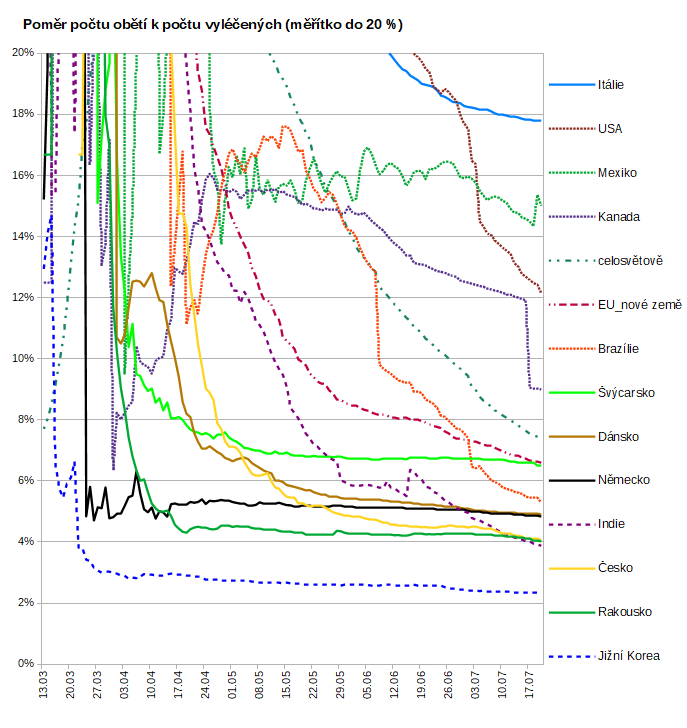 Poměr počtu obětí k počtu vyléčených (měřítko do 20 %)
20%
18%
16%
14%
12%
10%
8%
6%
4%
2%
0%
13.03
20.03
27.03
03.04
10.04
17.04
24.04
01.05
08.05
15.05
22.05
29.05
05.06
12.06
19.06
26.06
03.07
10.07
17.07
Itálie
USA
Mexiko
Kanada
celosvětově
EU_nové země
Brazílie
Švýcarsko
Dánsko
Německo
Indie
Česko
Rakousko
Jižní Korea